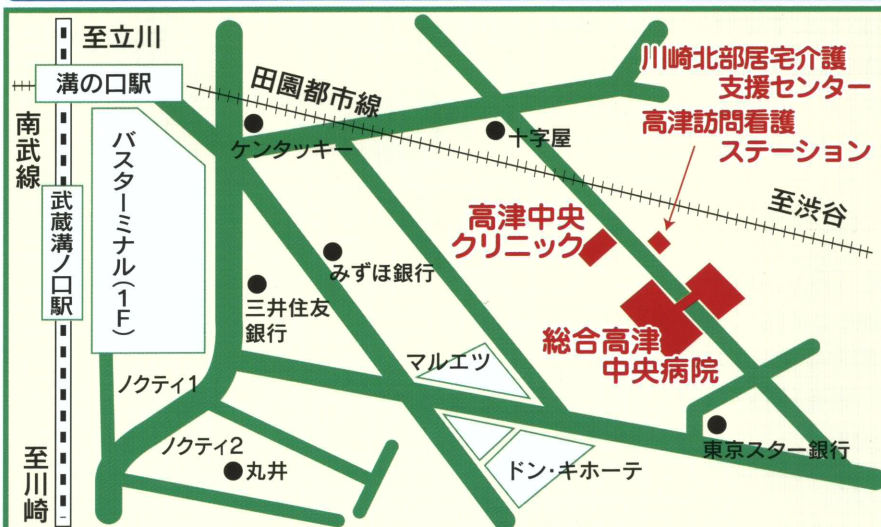 至立川
溝の口駅
南武線
武蔵溝ノ口駅
至川崎
バスターミナル(1F)
田園都市線
ケンタッキー
十字屋
川崎北部居宅介護
支援センター
高津訪問看護
ステーション
至渋谷
高津中央
クリニック
みずほ銀行
三井住友
銀行
マルエツ
総合高津
中央病院
ノクティ1
ノクティ2
丸井
ドン・キホーテ
東京スター銀行